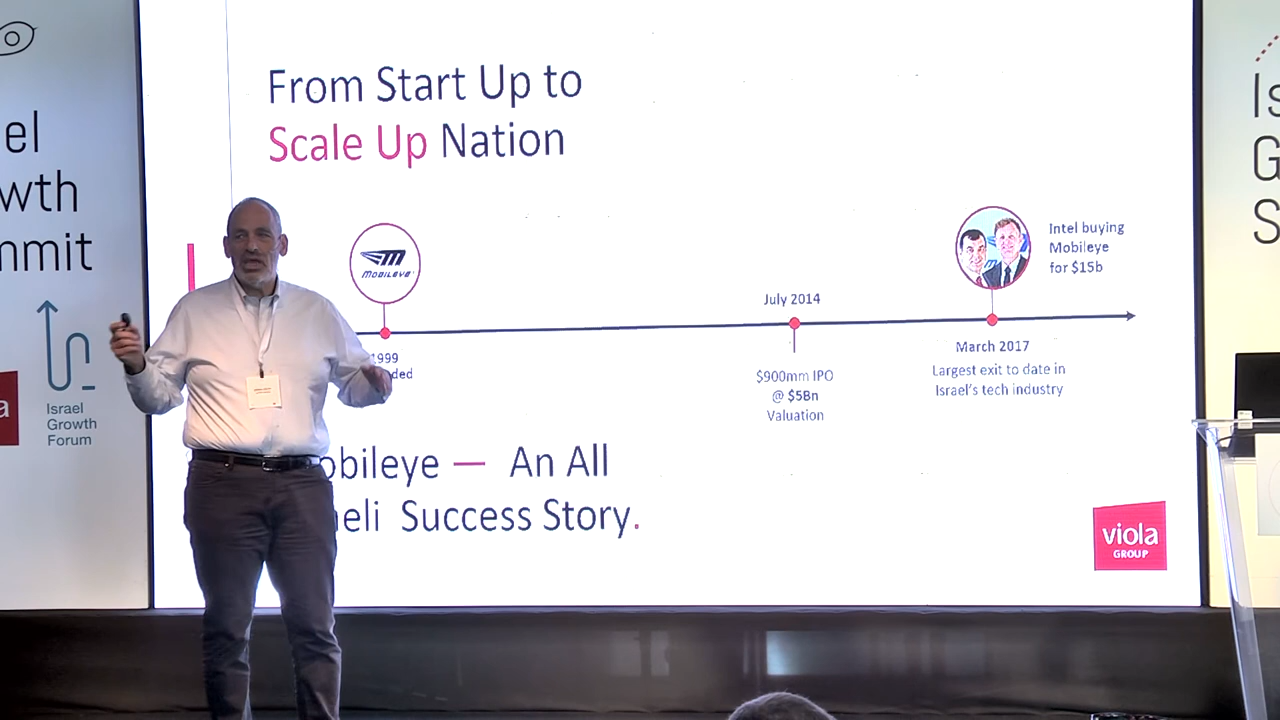 From Start Up to
Scale Up Nation
MOBILEYE
1999
July 2014
$900mm IPO
@ $5Bn
Valuation
Intel buying
Mobileye
for $15b
March 2017
Largest exit to date in
Israel's tech industry
obileye — An All
eli Success Story.
viola
GROUP
el
wth
mmit
Israel
Growth
Forum
a
Is
G
S